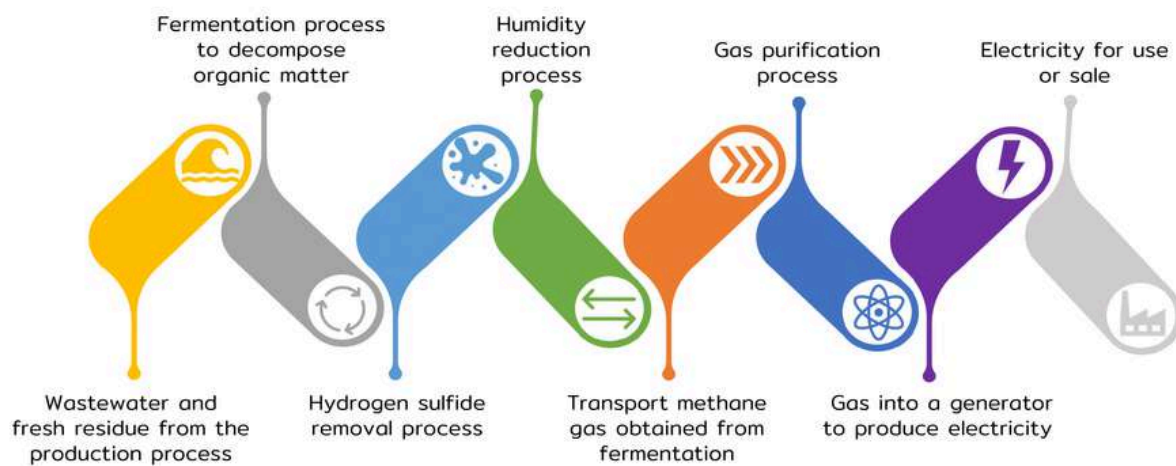 Wastewater and
fresh residue from the
production process
Fermentation process
to decompose
organic matter
Hydrogen sulfide
removal process
Humidity
reduction
process
Transport methane
gas obtained from
fermentation
Gas purification
process
Gas into a generator
to produce electricity
Electricity for use
or sale